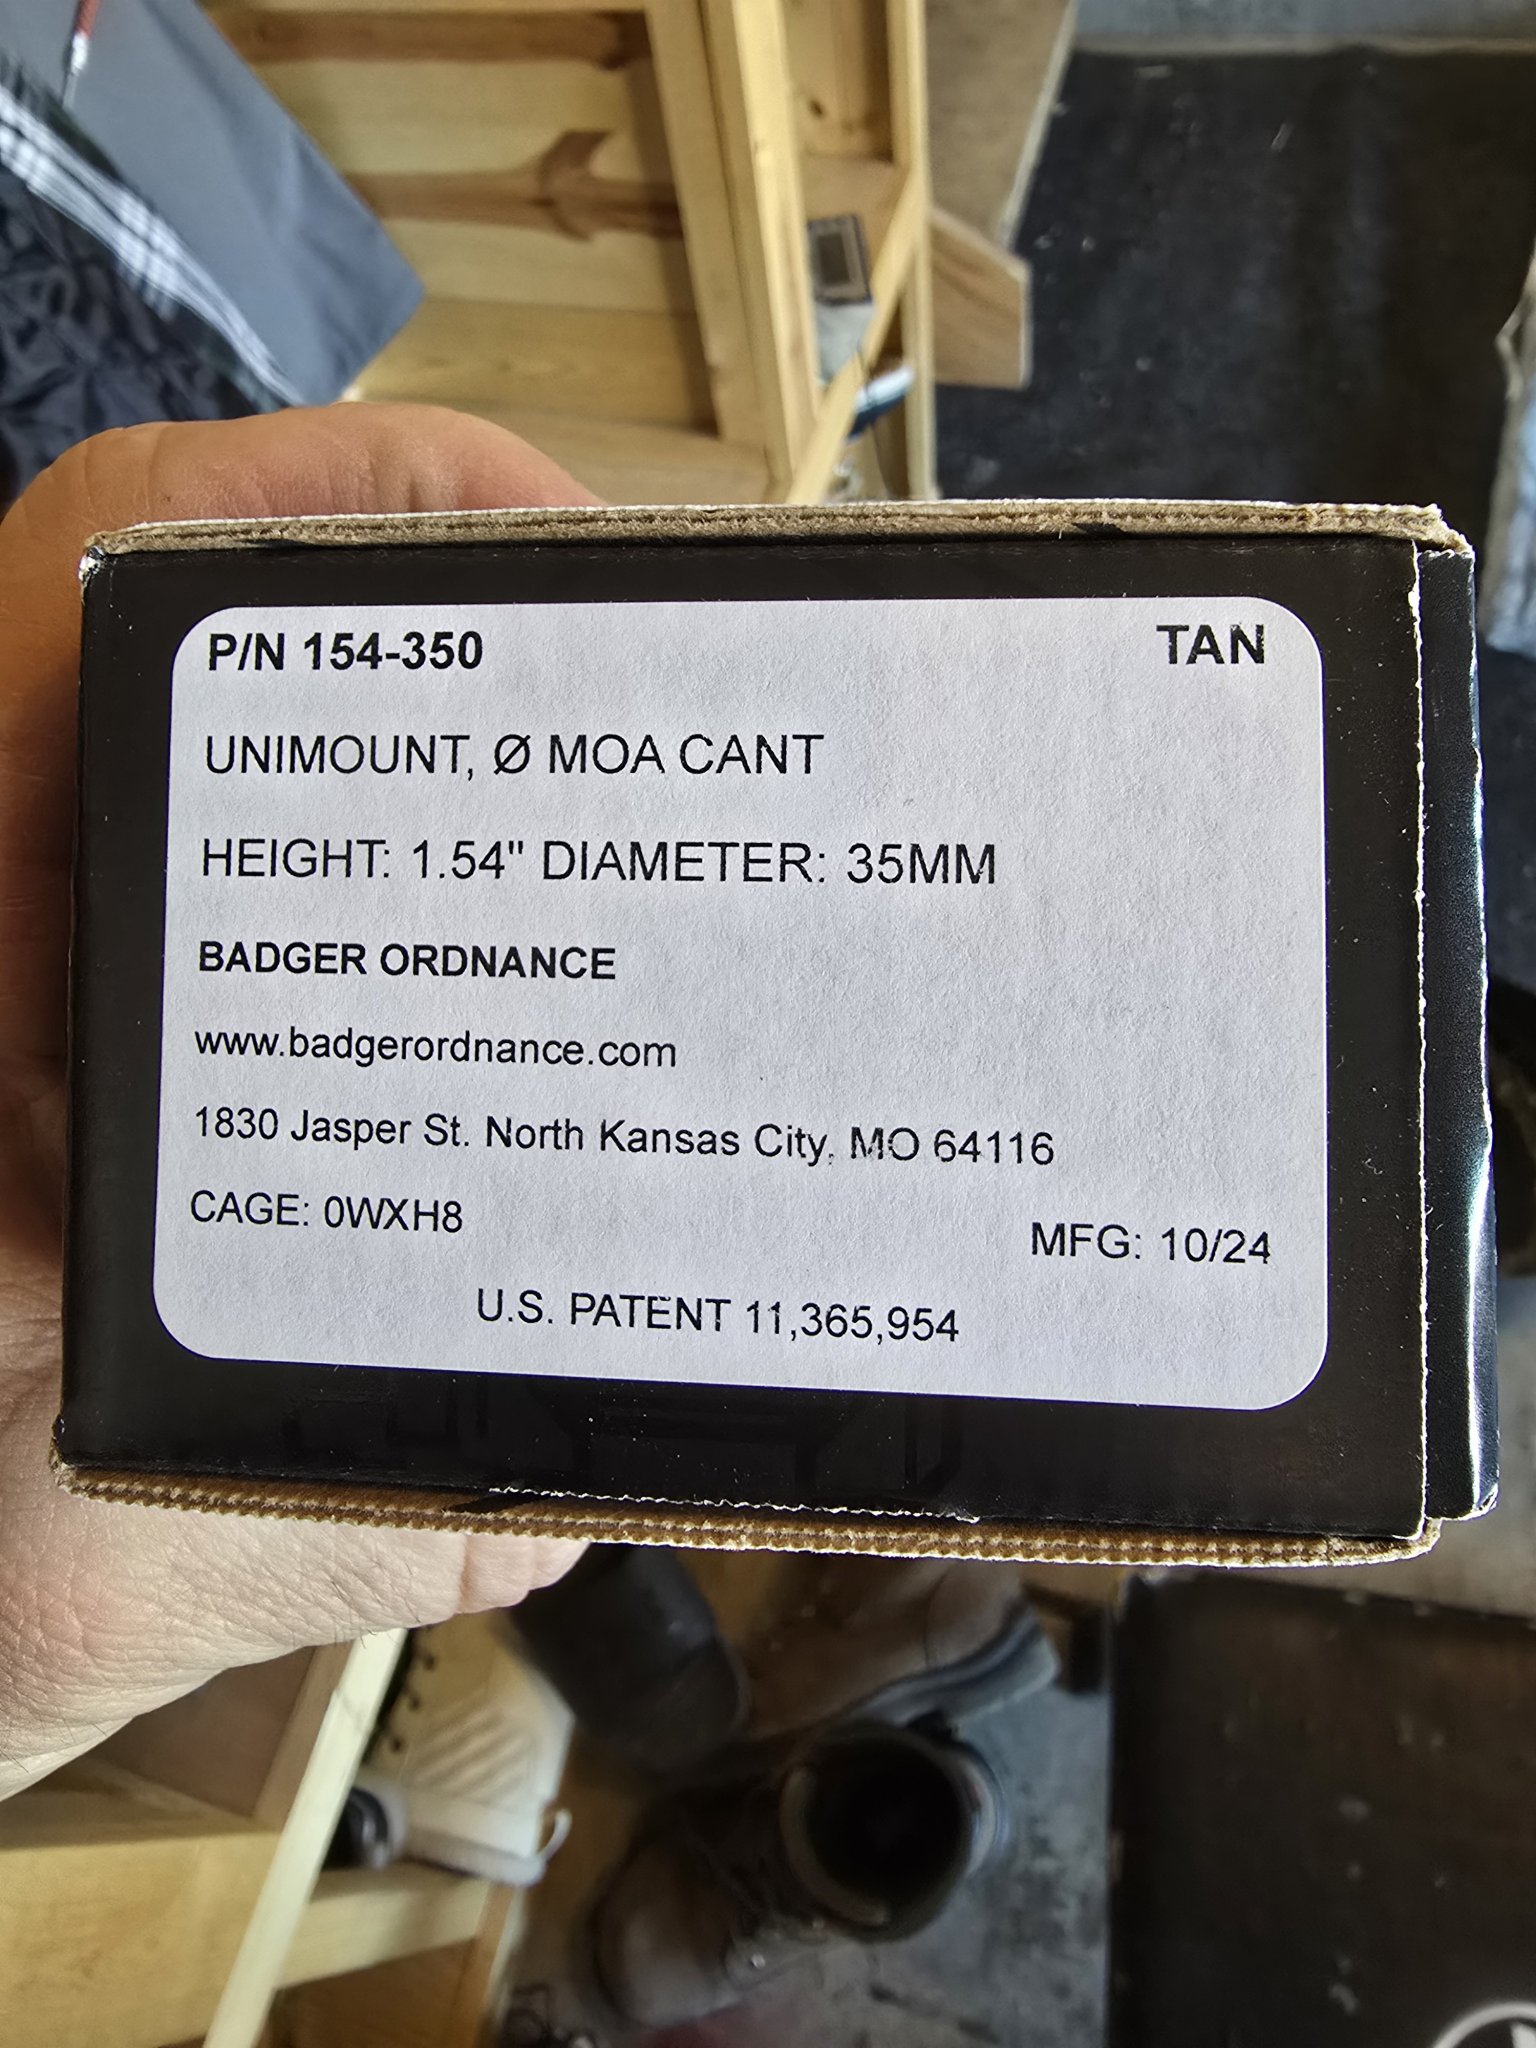 P/N 154-350 TAN
UNIMOUNT, Ø MOA CANT
HEIGHT: 1.54" DIAMETER: 35MM
BADGER ORDNANCE
www.badgerordnance.com
1830 Jasper St. North Kansas City, MO 64116
CAGE: 0WXH8
MFG: 10/24
U.S. PATENT 11,365,954